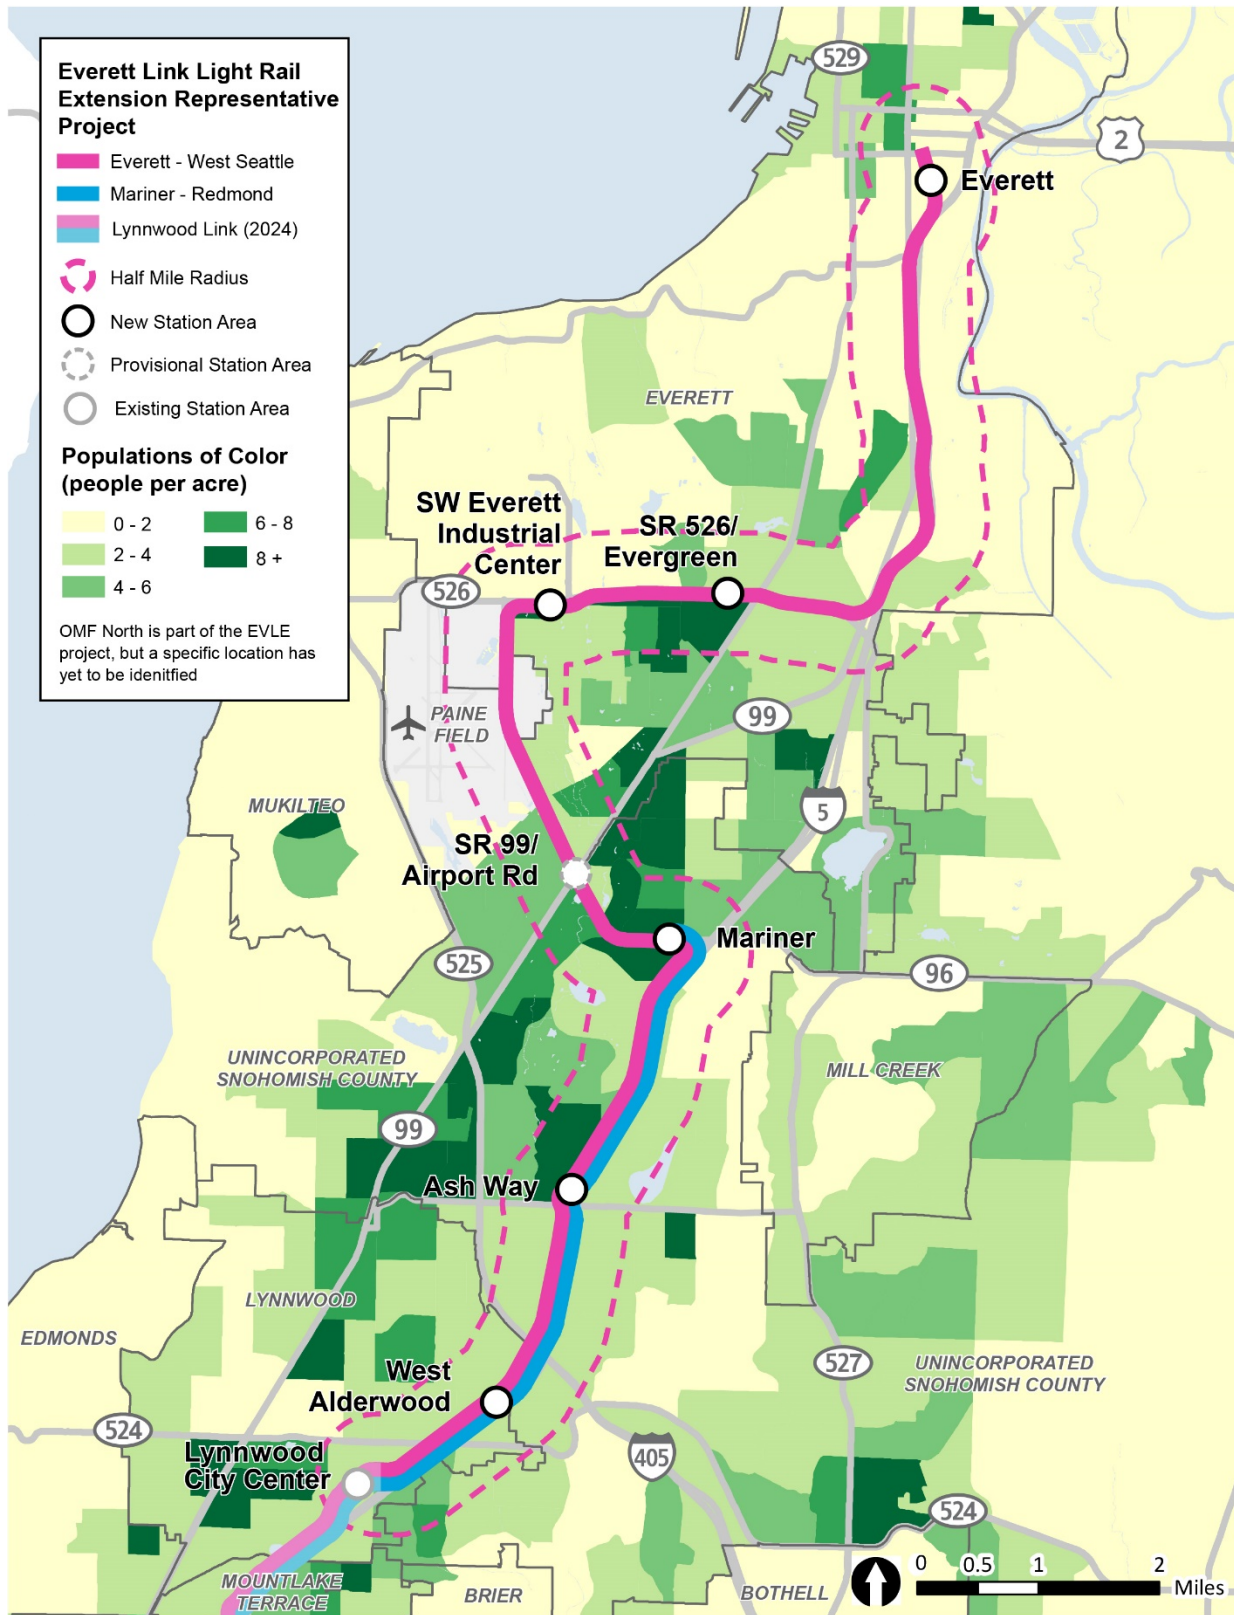 Everett Link Light Rail
Extension Representative
Project
Everett - West Seattle
Mariner - Redmond
Lynnwood Link (2024)
Half Mile Radius
New Station Area
Provisional Station Area
Existing Station Area
Populations of Color
(people per acre)
0 - 2
6 - 8
2 - 4
8 +
4 - 6
OMF North is part of the EVLE
project, but a specific location has
yet to be idenitfied
529
2
Everett
EVERETT
SW Everett
Industrial
Center
SR 526/
Evergreen
526
99
PAINE
FIELD
MUKILTEO
5
SR 99/
Airport Rd
Mariner
525
96
UNINCORPORATED
SNOHOMISH COUNTY
MILL CREEK
99
Ash Way
LYNNWOOD
EDMONDS
West
Alderwood
527
UNINCORPORATED
SNOHOMISH COUNTY
524
Lynnwood
City Center
405
524
MOUNTLAKE
TERRACE
BRIER
BOTHELL
0 0.5 1 2
Miles